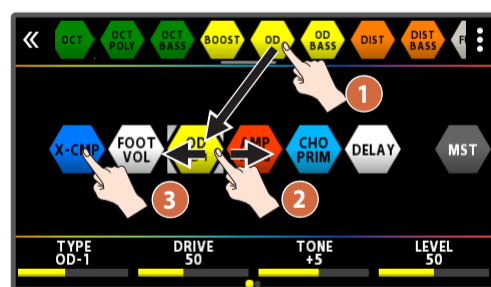 «
OCT
OCT
POLY
OCT
BASS
BOOST
OD
OD
BASS
DIST
DIST
BASS
1
X-CMP
FOOT
VOL
OD
CHO
PRIM
DELAY
MST
3
2
TYPE
OD-1
DRIVE
50
TONE
+5
LEVEL
50